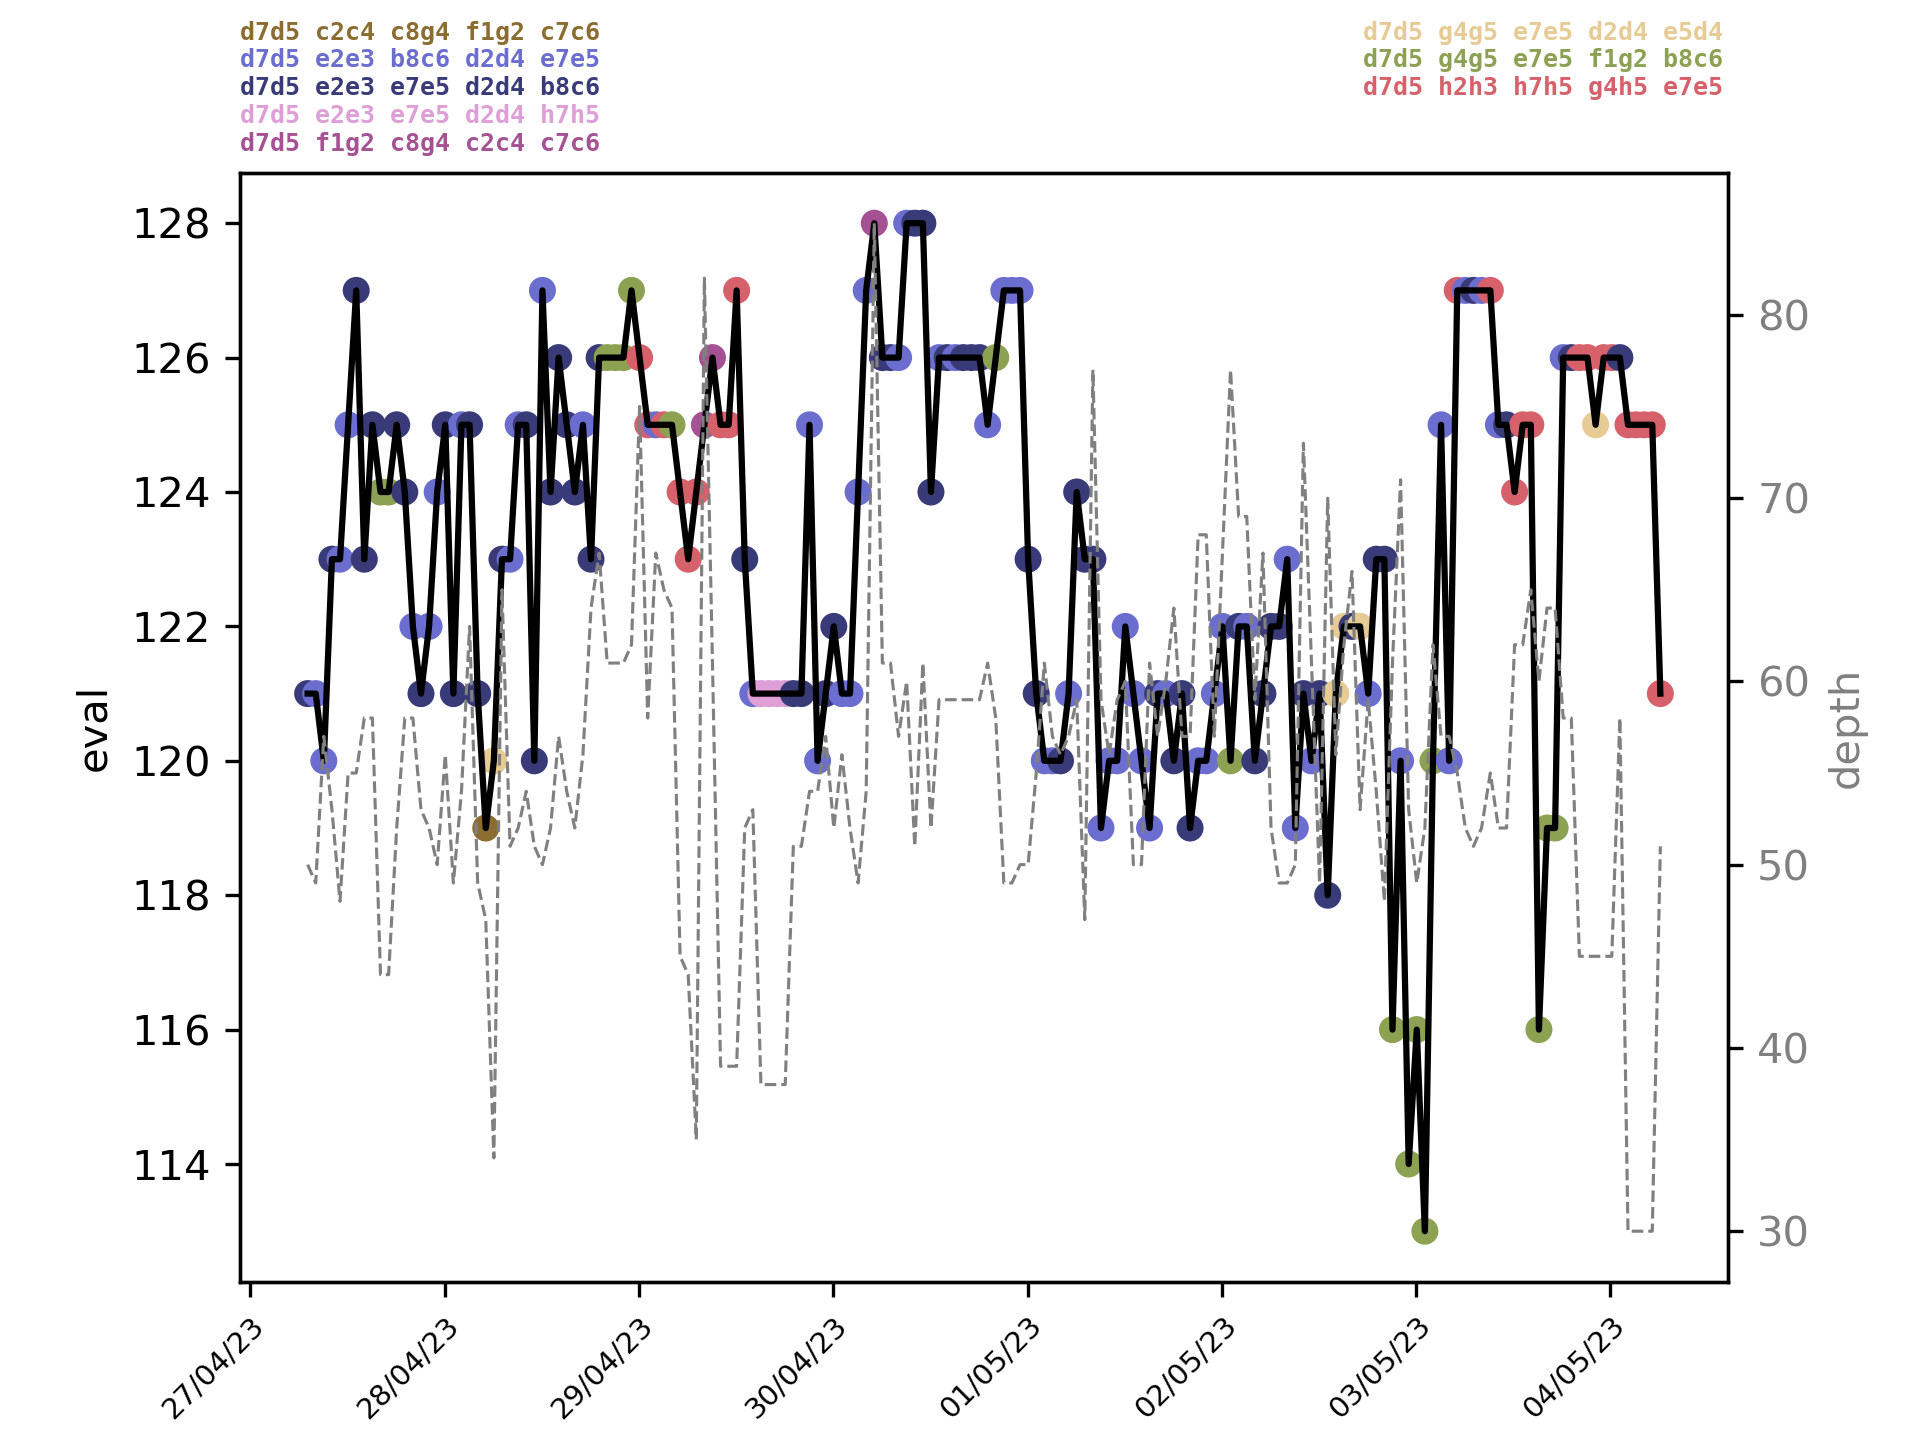 d7d5 c2c4 c8g4 f1g2 c7c6
d7d5 e2e3 b8c6 d2d4 e7e5
d7d5 e2e3 e7e5 d2d4 b8c6
d7d5 e2e3 e7e5 d2d4 h7h5
d7d5 f1g2 c8g4 c2c4 c7c6
d7d5 g4g5 e7e5 d2d4 e5d4
d7d5 g4g5 e7e5 f1g2 b8c6
d7d5 h2h3 h7h5 g4h5 e7e5
128
126
124
122
120
118
116
114
eval
80
70
60
50
40
30
depth
27/04/23
28/04/23
29/04/23
30/04/23
01/05/23
02/05/23
03/05/23
04/05/23